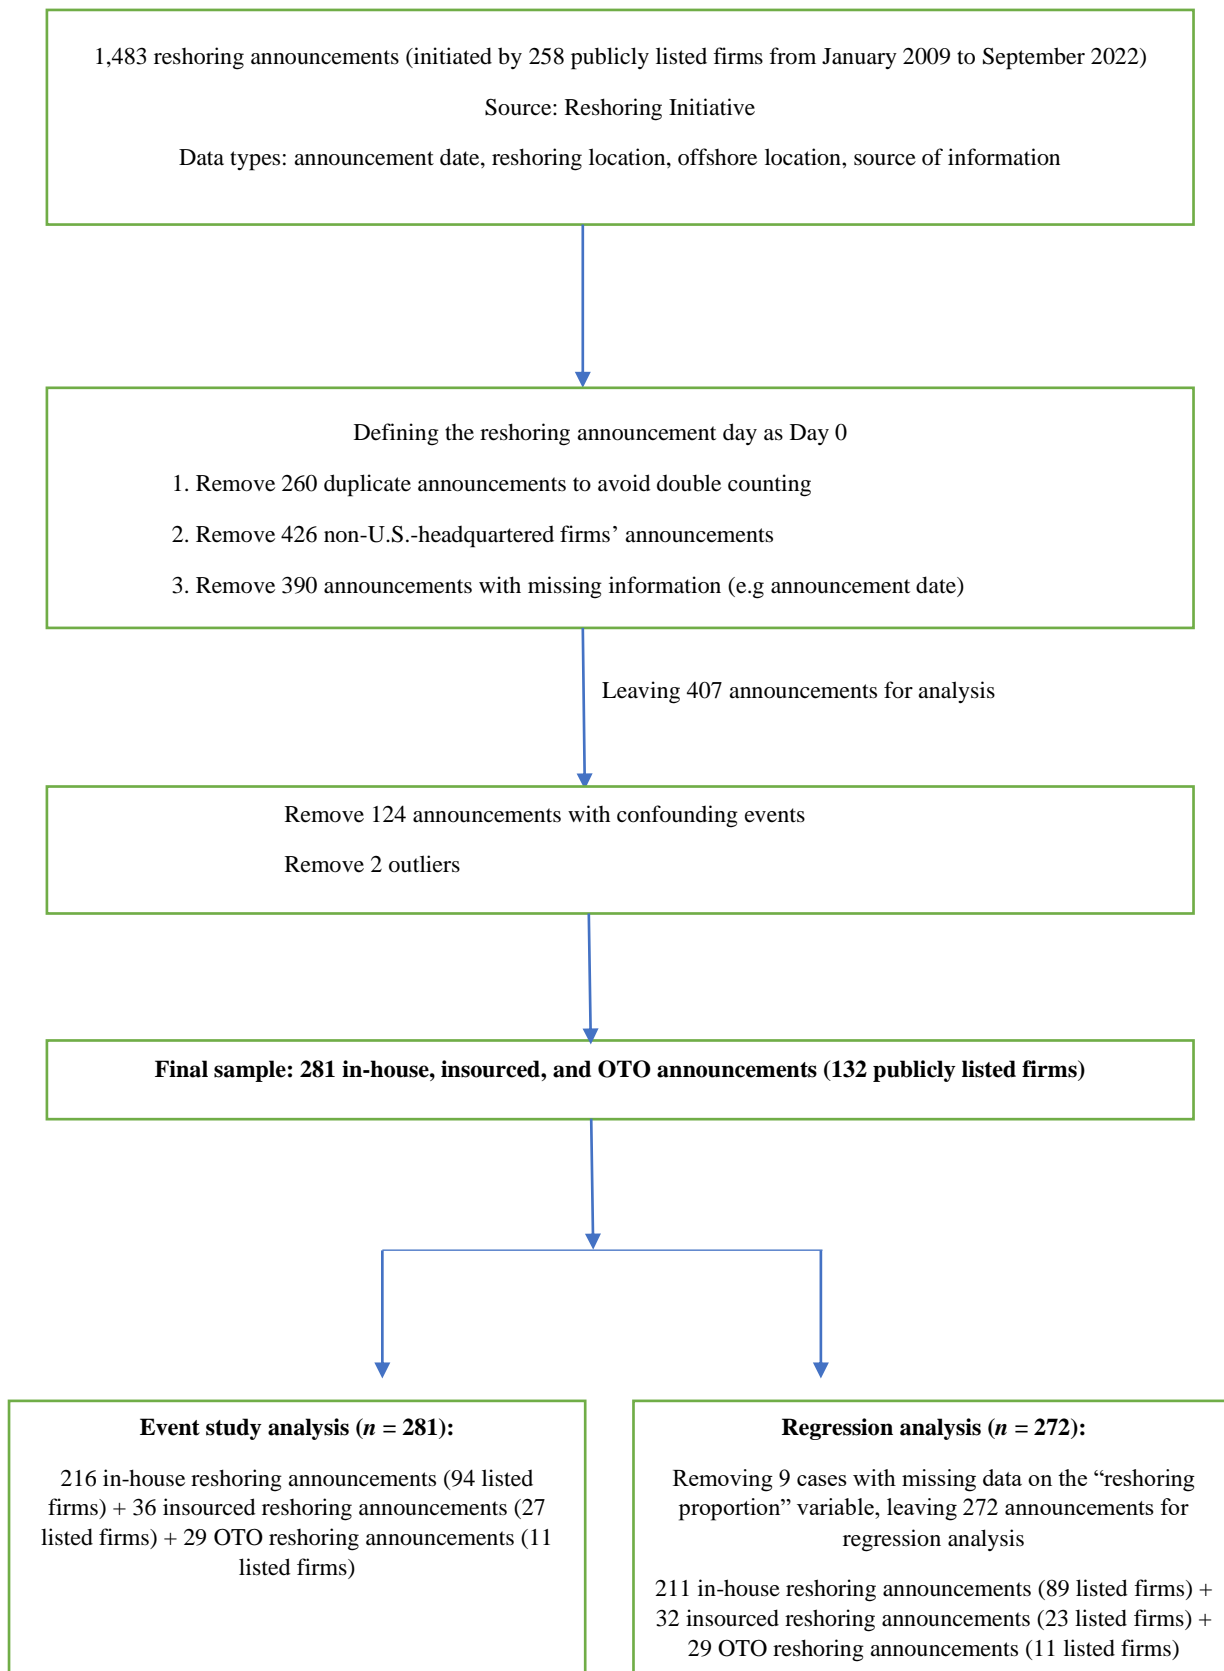 1,483 reshoring announcements (initiated by 258 publicly listed firms from January 2009 to September 2022)
Source: Reshoring Initiative
Data types: announcement date, reshoring location, offshore location, source of information
Defining the reshoring announcement day as Day 0
1. Remove 260 duplicate announcements to avoid double counting
2. Remove 426 non-U.S.-headquartered firms’ announcements
3. Remove 390 announcements with missing information (e.g announcement date)
Leaving 407 announcements for analysis
Remove 124 announcements with confounding events
Remove 2 outliers
Final sample: 281 in-house, insourced, and OTO announcements (132 publicly listed firms)
Event study analysis (n = 281):
216 in-house reshoring announcements (94 listed
firms) + 36 insourced reshoring announcements (27
listed firms) + 29 OTO reshoring announcements (11
listed firms)
Regression analysis (n = 272):
Removing 9 cases with missing data on the “reshoring
proportion” variable, leaving 272 announcements for
regression analysis
211 in-house reshoring announcements (89 listed firms) +
32 insourced reshoring announcements (23 listed firms) +
29 OTO reshoring announcements (11 listed firms)